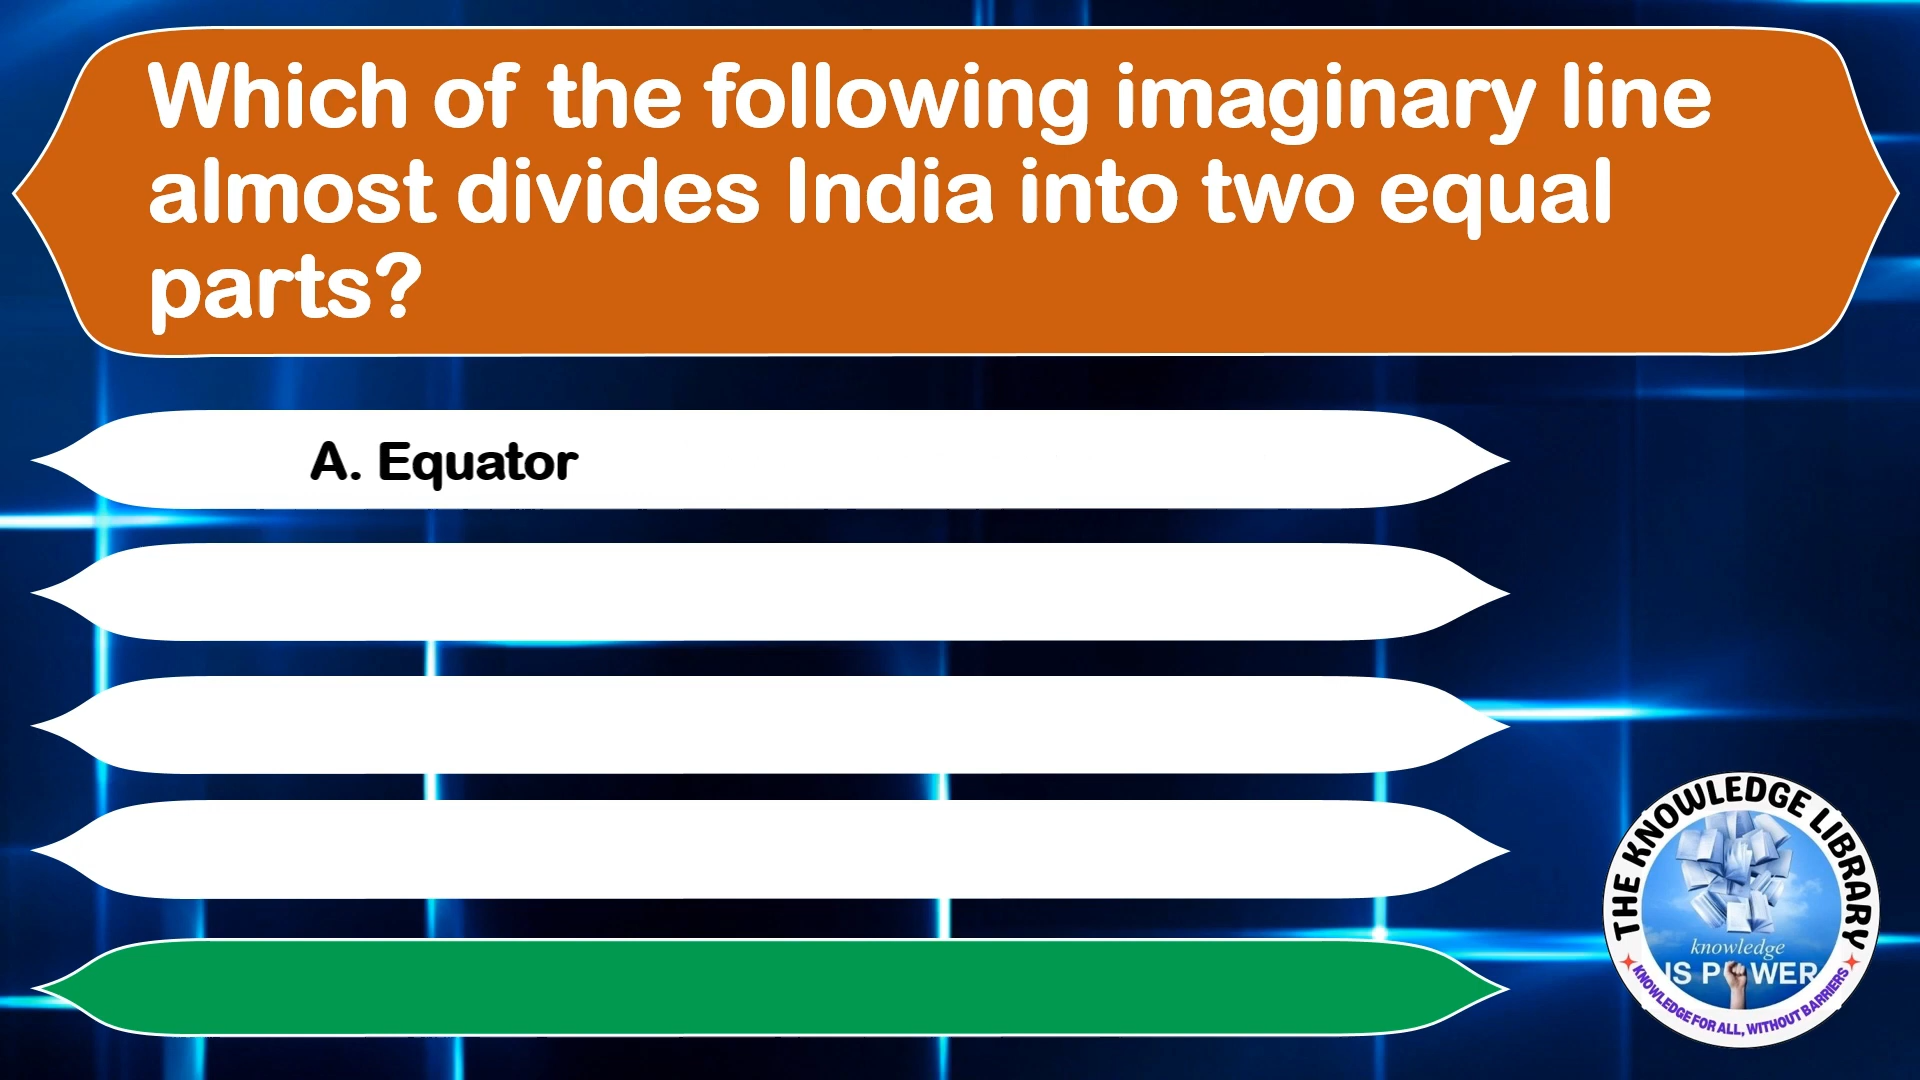 Which of the following imaginary line
almost divides India into two equal
parts?
A. Equator
THE KNOWLEDGE LIBRARY
knowledge
IS POWER
KNOWLEDGE FOR ALL, WITHOUT BARRIERS